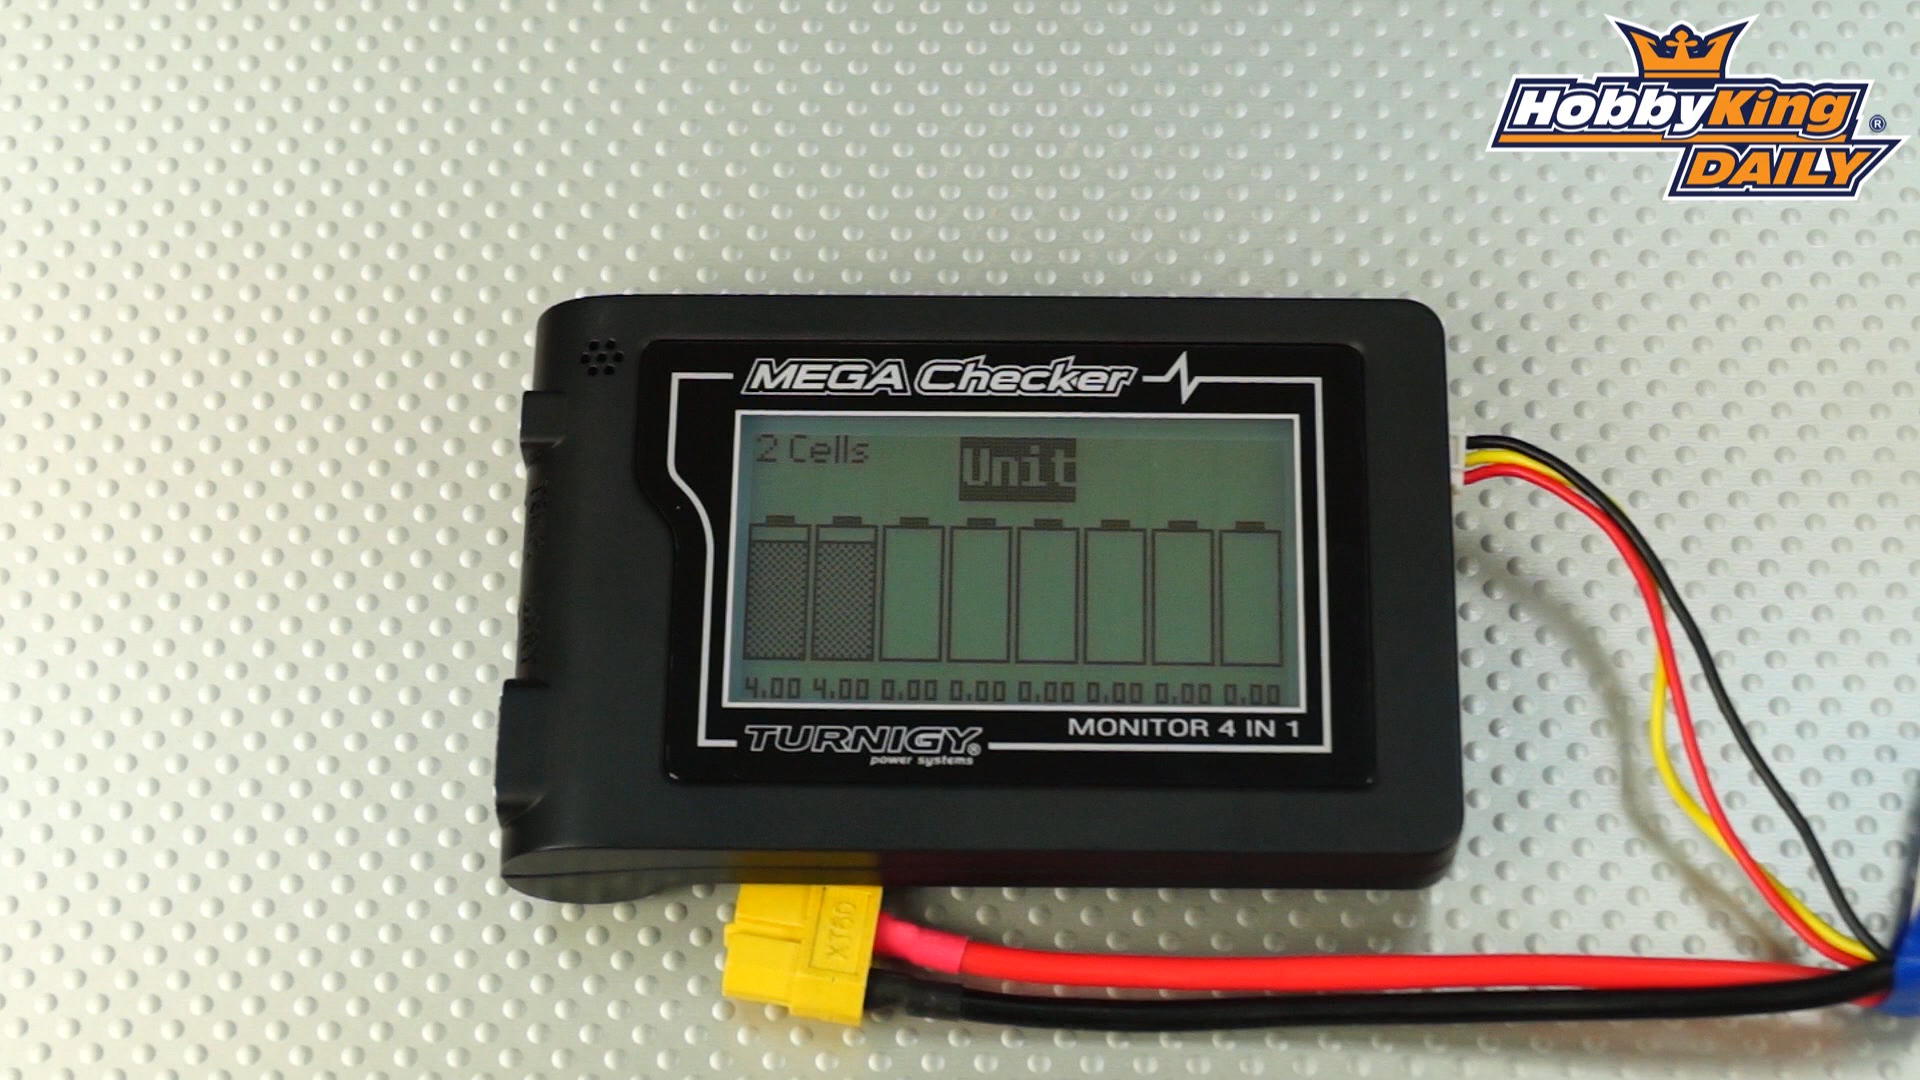 HobbyKing®
DAILY
MEGA Checker
2 Cells
Unit
4.00 4.00 0.00 0.00 0.00 0.00 0.00 0.00
TURNIGY®
power systems
MONITOR 4 IN 1
XT60